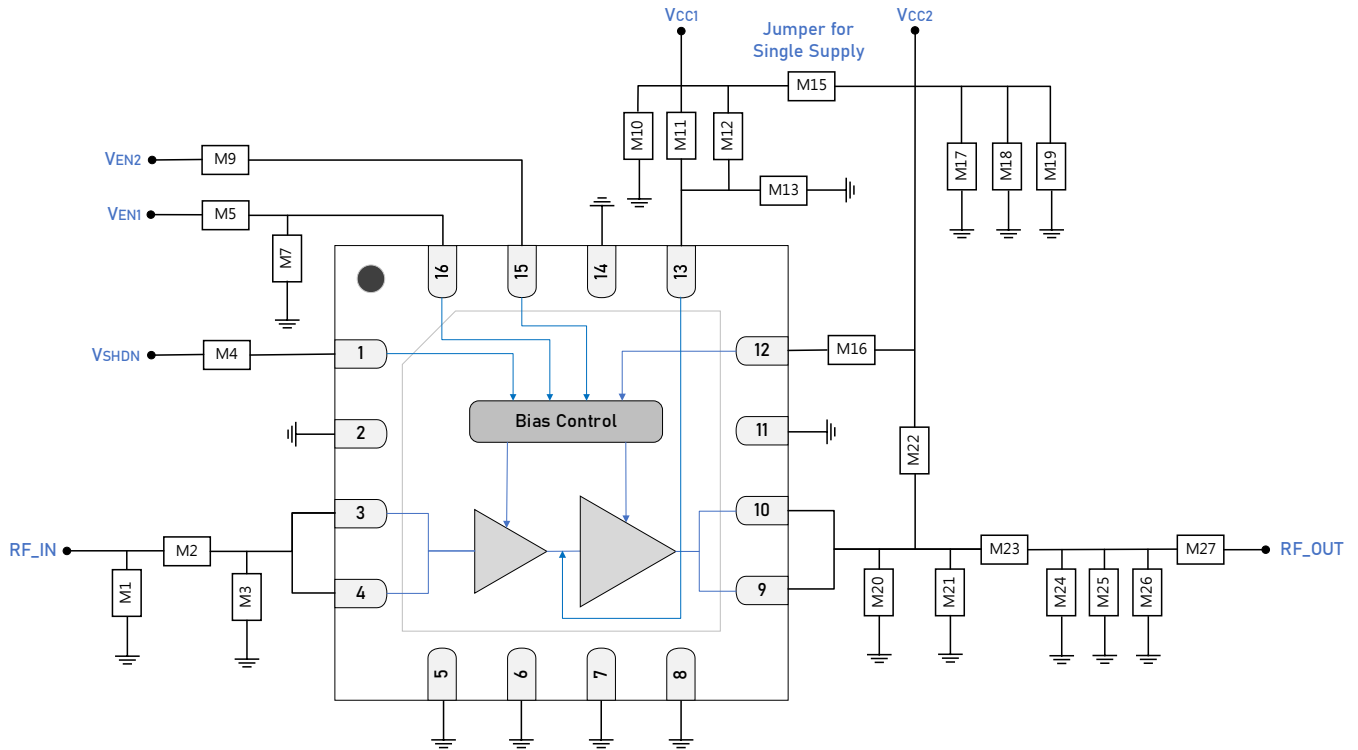 VCC1
Jumper for
Single Supply
VCC2
M15
M10
M11
M12
M17
M18
M19
VEN2
M9
M13
VEN1
M5
M7
16
15
14
13
VSHDN
M4
1
12
M16
Bias Control
2
11
M22
3
10
RF_IN
M2
M23
M27
RF_OUT
M1
M3
4
9
M20
M21
M24
M25
M26
5
6
7
8